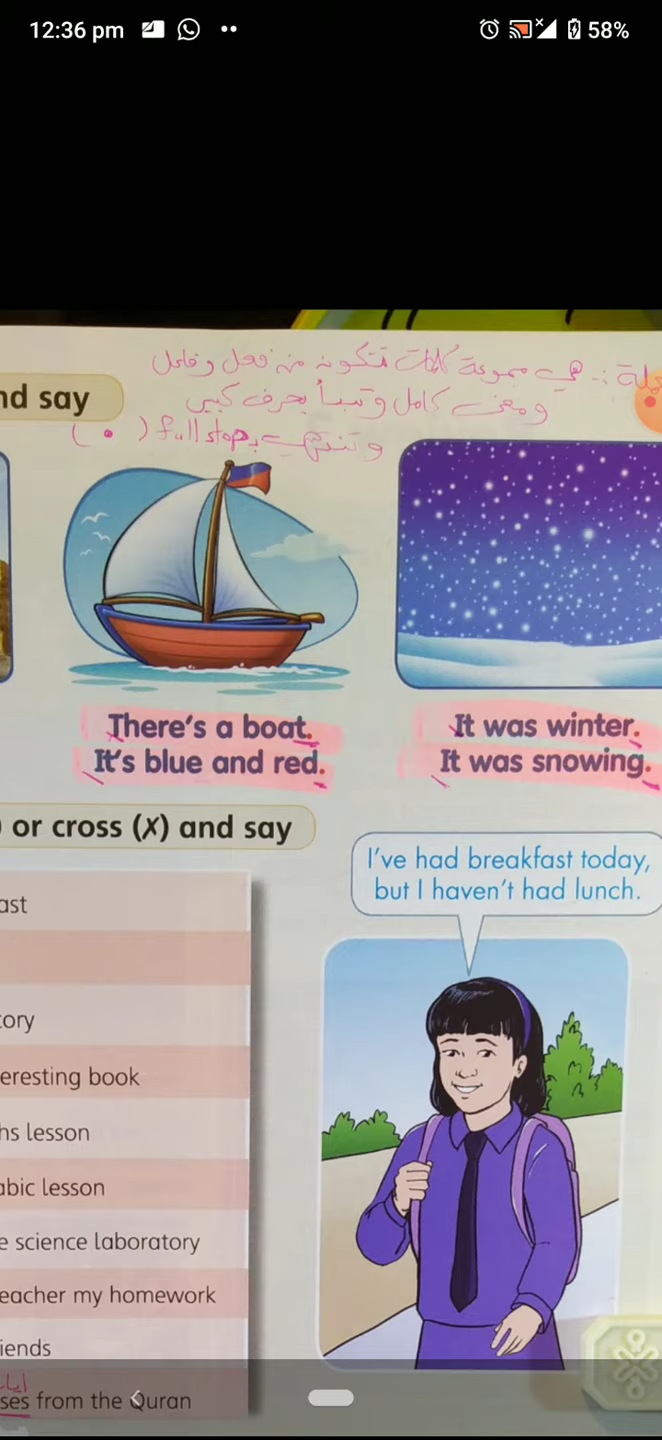 12:36 pm
58%
هي مجموعة كلمات تتكون من فعل وفاعل
ومعنى كامل وتبدأ بحرف كبير
وتنتهي بـ full stop ( . )
nd say
There's a boat.
It's blue and red.
It was winter.
It was snowing.
) or cross (✗) and say
I've had breakfast today,
but I haven't had lunch.
ast
tory
eresting book
hs lesson
abic lesson
e science laboratory
eacher my homework
iends
ses from the Quran